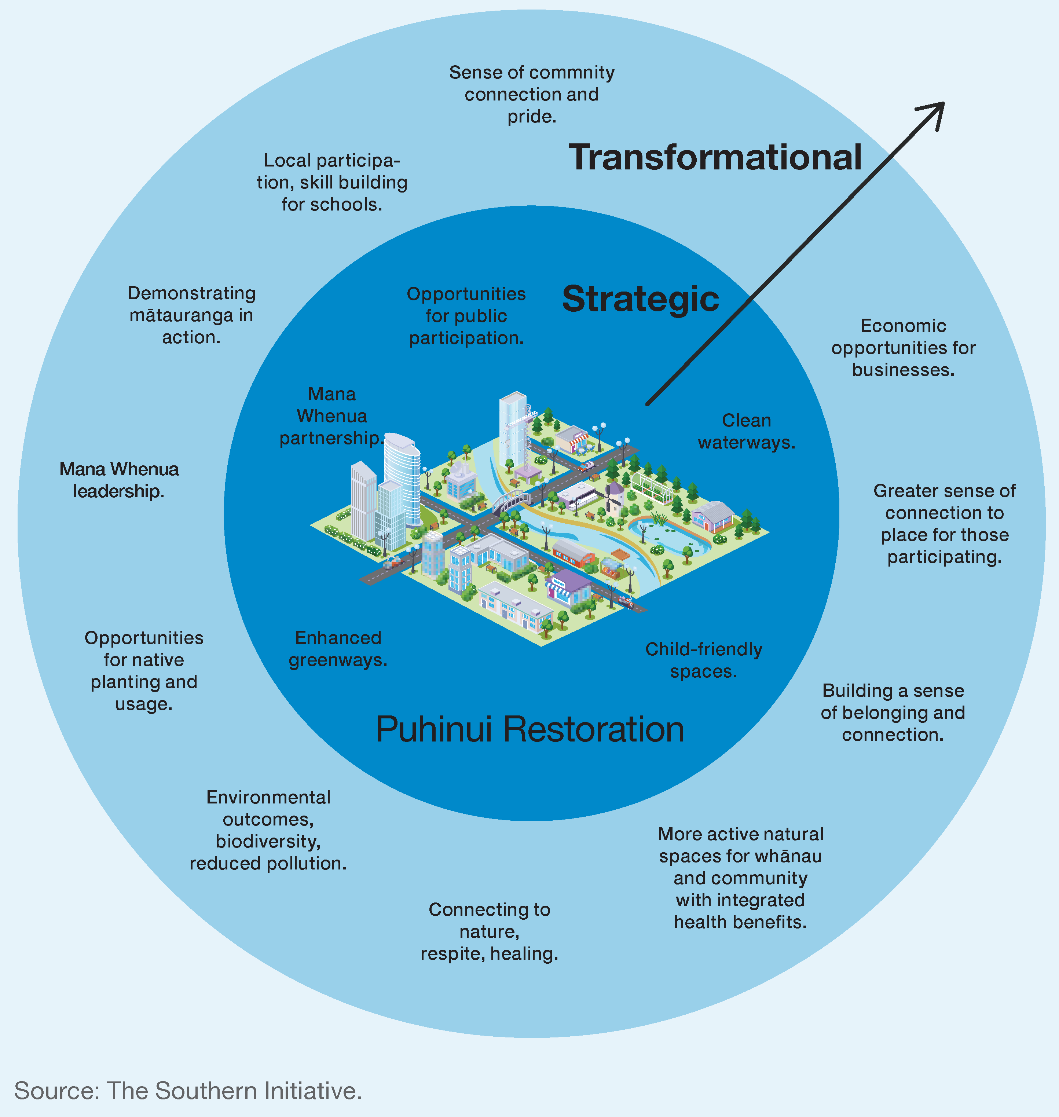 Sense of commnity
connection and
pride.
Transformational
Local participa-
tion, skill building
for schools.
Demonstrating
mātauranga in
action.
Opportunities
for public
participation.
Strategic
Economic
opportunities for
businesses.
Mana
Whenua
partnership.
Clean
waterways.
Mana Whenua
leadership.
Greater sense of
connection to
place for those
participating.
Opportunities
for native
planting and
usage.
Enhanced
greenways.
Child-friendly
spaces.
Building a sense
of belonging and
connection.
Puhinui Restoration
Environmental
outcomes,
biodiversity,
reduced pollution.
More active natural
spaces for whānau
and community
with integrated
health benefits.
Connecting to
nature,
respite, healing.
Source: The Southern Initiative.